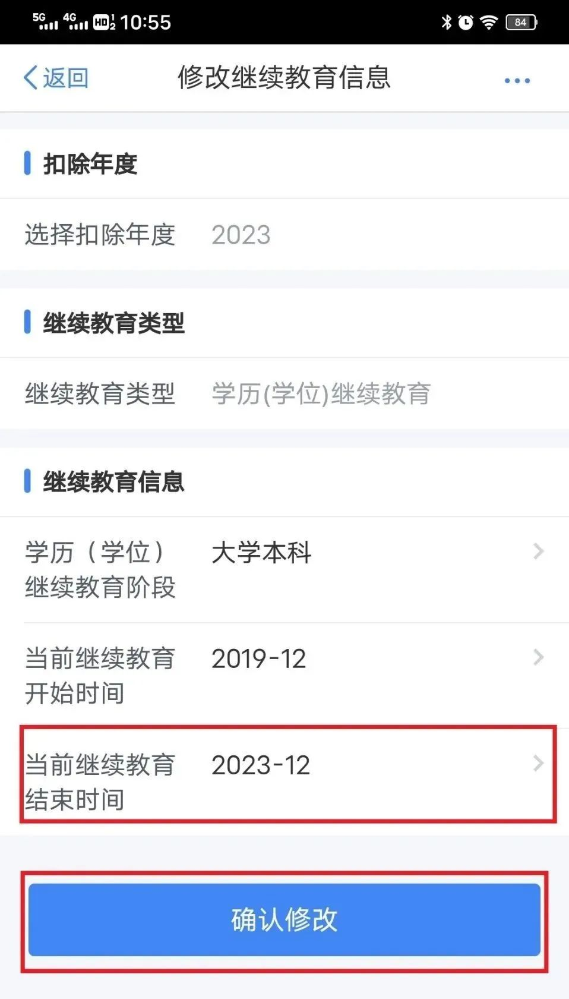 5G 4G HD 1 2 10:55 84
返回 修改继续教育信息
扣除年度
选择扣除年度 2023
继续教育类型
继续教育类型 学历(学位)继续教育
继续教育信息
学历（学位） 大学本科
继续教育阶段
当前继续教育 2019-12
开始时间
当前继续教育 2023-12
结束时间
确认修改